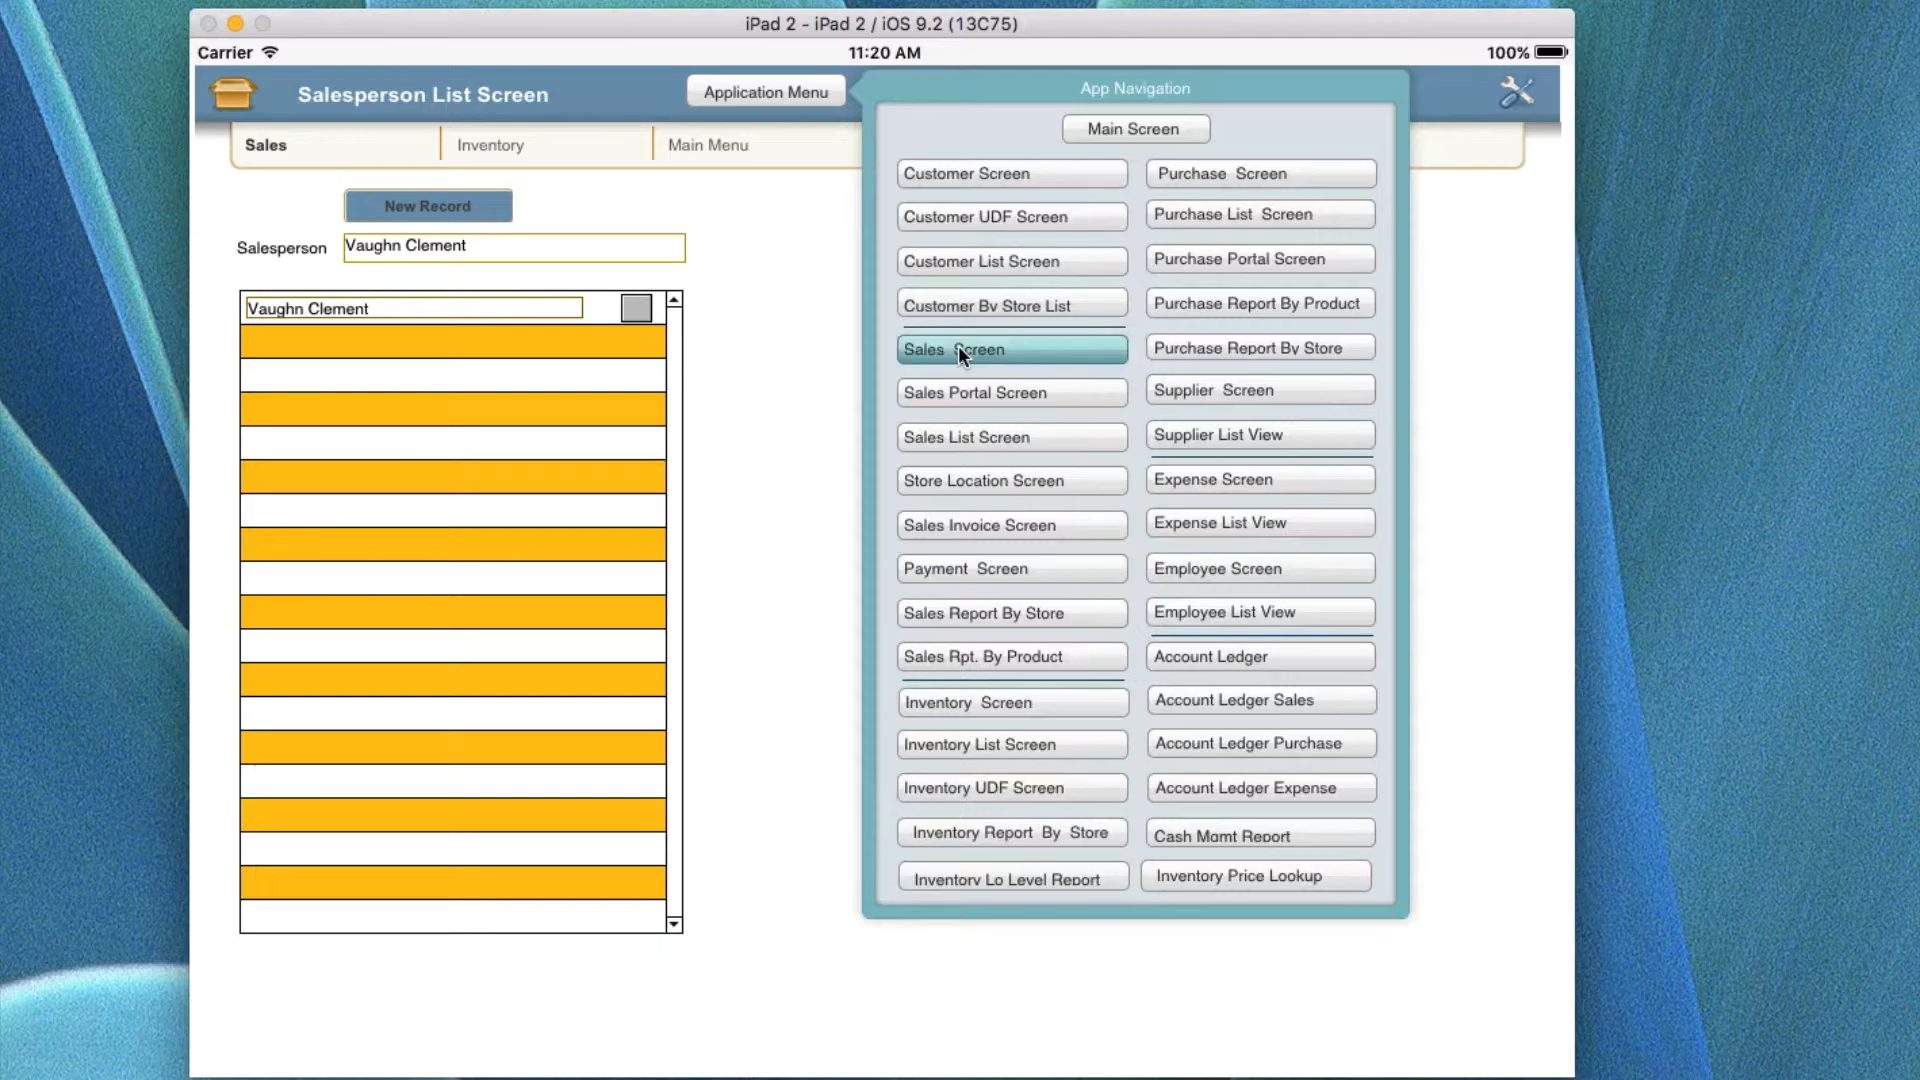 iPad 2 - iPad 2 / iOS 9.2 (13C75)
Carrier
11:20 AM
100%
Salesperson List Screen
Application Menu
App Navigation
Main Screen
Sales
Inventory
Main Menu
New Record
Salesperson
Vaughn Clement
Vaughn Clement
Customer Screen
Customer UDF Screen
Customer List Screen
Customer By Store List
Sales Screen
Sales Portal Screen
Sales List Screen
Store Location Screen
Sales Invoice Screen
Payment Screen
Sales Report By Store
Sales Rpt. By Product
Inventory Screen
Inventory List Screen
Inventory UDF Screen
Inventory Report By Store
Inventory Lo Level Report
Purchase Screen
Purchase List Screen
Purchase Portal Screen
Purchase Report By Product
Purchase Report By Store
Supplier Screen
Supplier List View
Expense Screen
Expense List View
Employee Screen
Employee List View
Account Ledger
Account Ledger Sales
Account Ledger Purchase
Account Ledger Expense
Cash Mgmt Report
Inventory Price Lookup